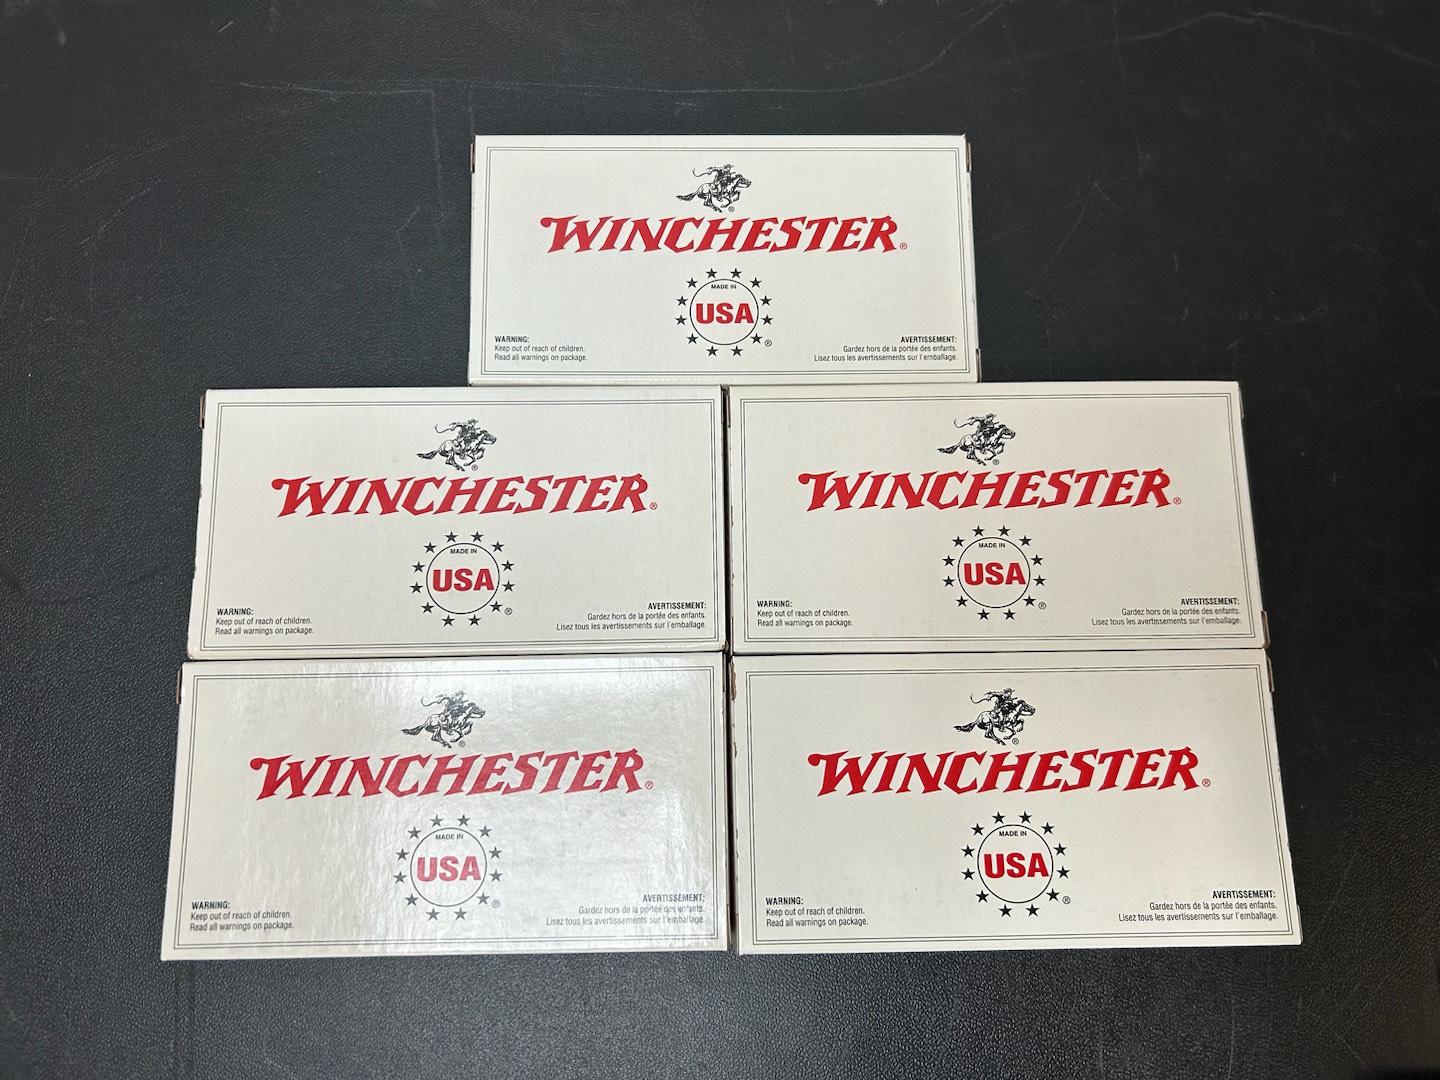 WINCHESTER®
MADE IN
USA
®
WARNING:
Keep out of reach of children.
Read all warnings on package.
AVERTISSEMENT:
Gardez hors de la portée des enfants.
Lisez tous les avertissements sur l'emballage.
WINCHESTER®
MADE IN
USA
®
WARNING:
Keep out of reach of children.
Read all warnings on package.
AVERTISSEMENT:
Gardez hors de la portée des enfants.
Lisez tous les avertissements sur l'emballage.
WINCHESTER®
MADE IN
USA
®
WARNING:
Keep out of reach of children.
Read all warnings on package.
AVERTISSEMENT:
Gardez hors de la portée des enfants.
Lisez tous les avertissements sur l'emballage.
WINCHESTER®
MADE IN
USA
®
WARNING:
Keep out of reach of children.
Read all warnings on package.
AVERTISSEMENT:
Gardez hors de la portée des enfants.
Lisez tous les avertissements sur l'emballage.
WINCHESTER®
MADE IN
USA
®
WARNING:
Keep out of reach of children.
Read all warnings on package.
AVERTISSEMENT:
Gardez hors de la portée des enfants.
Lisez tous les avertissements sur l'emballage.